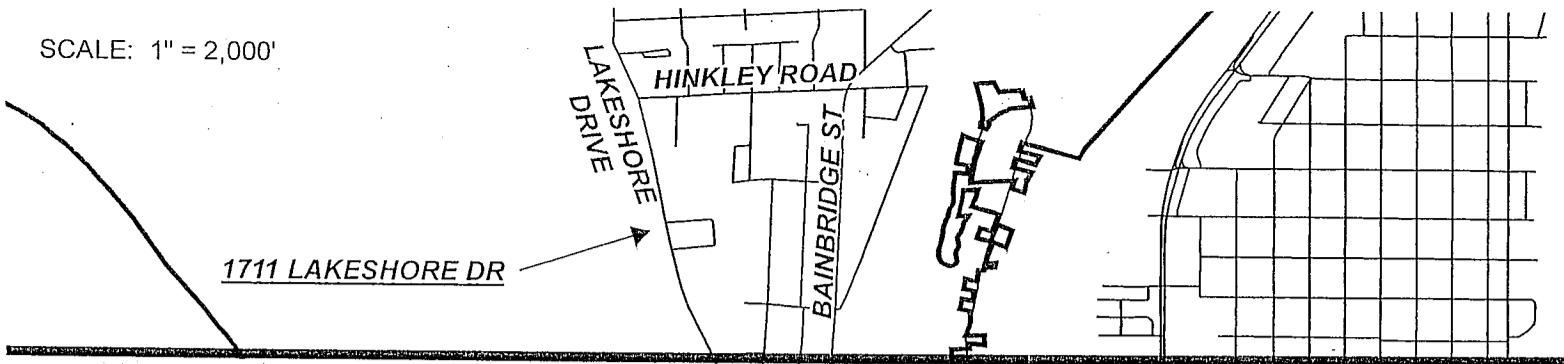 SCALE: 1" = 2,000'
LAKESHORE
DRIVE
HINKLEY ROAD
BAINBRIDGE ST
1711 LAKESHORE DR